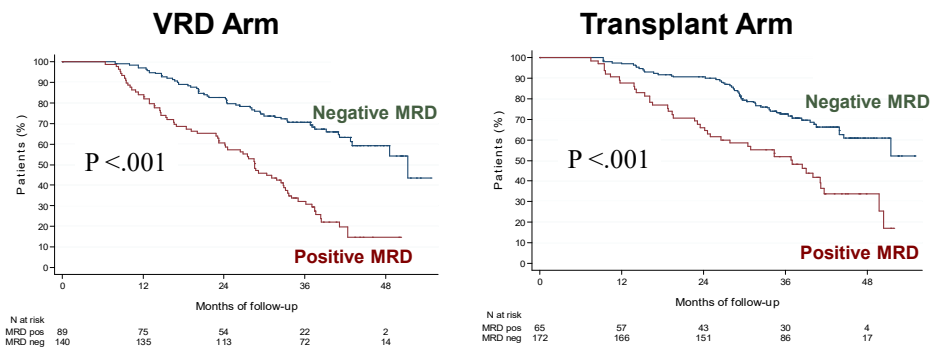 VRD Arm
100
90
80
70
60
50
40
30
20
10
0
Patients (%)
Negative MRD
P <.001
Positive MRD
0 12 24 36 48
Months of follow-up
N at risk
MRD pos 89 75 54 22 2
MRD neg 140 135 113 72 14
Transplant Arm
100
90
80
70
60
50
40
30
20
10
0
Patients (%)
Negative MRD
P <.001
Positive MRD
0 12 24 36 48
Months of follow-up
N at risk
MRD pos 65 57 43 30 4
MRD neg 172 166 151 86 17